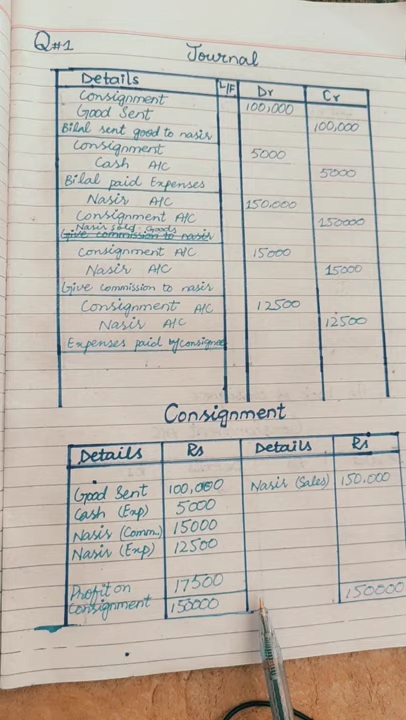 Q#1
Journal
Details L/F Dr Cr
Consignment 100,000
Good Sent 100,000
Bilal sent good to nasir
Consignment 5000
Cash A/C 5000
Bilal paid Expenses
Nasir A/C 150,000
Consignment A/C 150000
Nasir sold goods
Give commission to nasir
Consignment A/C 15000
Nasir A/C 15000
Give commission to nasir
Consignment A/C 12500
Nasir A/C 12500
Expenses paid by consignee
Consignment
Details Rs Details Rs
Good Sent 100,000 Nasir (Sales) 150,000
Cash (Exp) 5000
Nasir (Comm.) 15000
Nasir (Exp) 12500
Profit on 17500
consignment 150000 150000